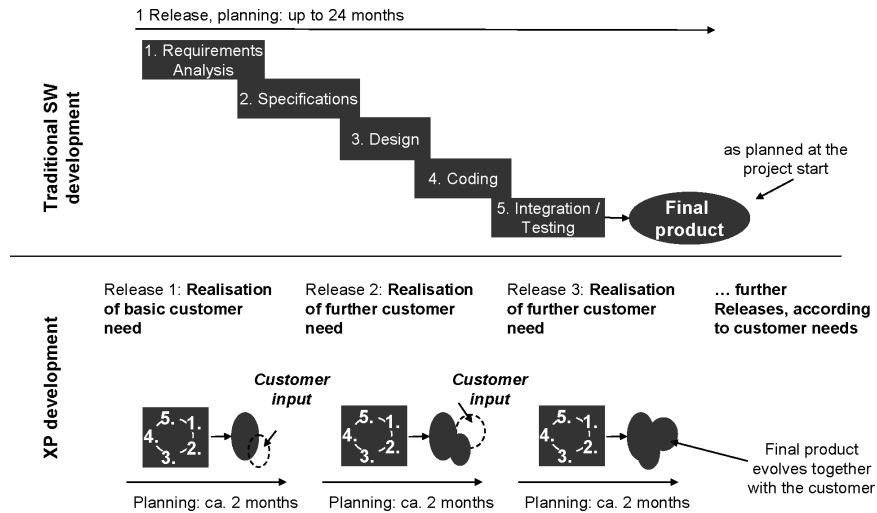 1 Release, planning: up to 24 months
Traditional SW
development
1. Requirements
Analysis
2. Specifications
3. Design
4. Coding
5. Integration /
Testing
Final
product
as planned at the
project start
XP development
Release 1: Realisation
of basic customer
need
Release 2: Realisation
of further customer
need
Release 3: Realisation
of further customer
need
… further
Releases, according
to customer needs
5.
1.
4.
2.
3.
Customer
input
5.
1.
4.
2.
3.
Customer
input
5.
1.
4.
2.
3.
Final product
evolves together
with the customer
Planning: ca. 2 months
Planning: ca. 2 months
Planning: ca. 2 months